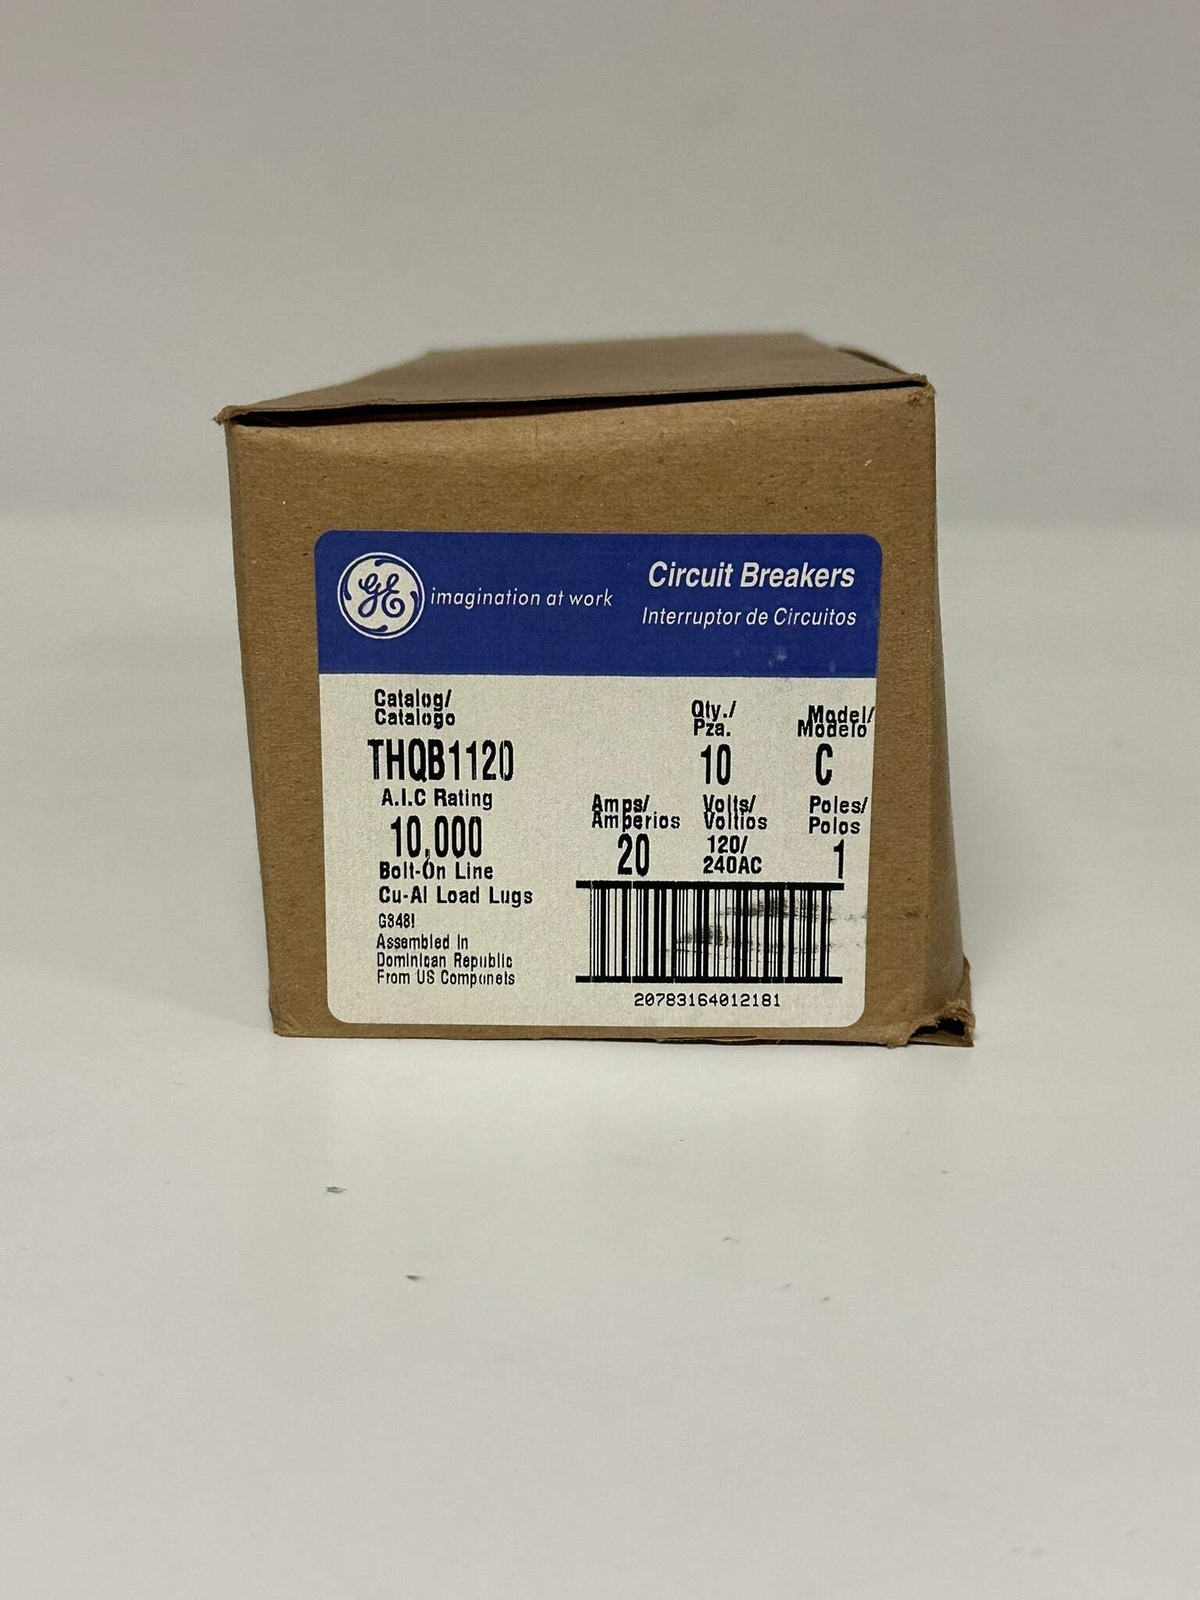 GE imagination at work
Circuit Breakers
Interruptor de Circuitos
Catalog/
Catalogo
THQB1120
Qty./
Pza.
10
Model/
Modelo
C
A.I.C Rating
10,000
Amps/
Amperios
20
Volts/
Voltios
120/
240AC
Poles/
Polos
1
Bolt-On Line
Cu-Al Load Lugs
Assembled in
Dominican Republic
From US Componets
20783164012181